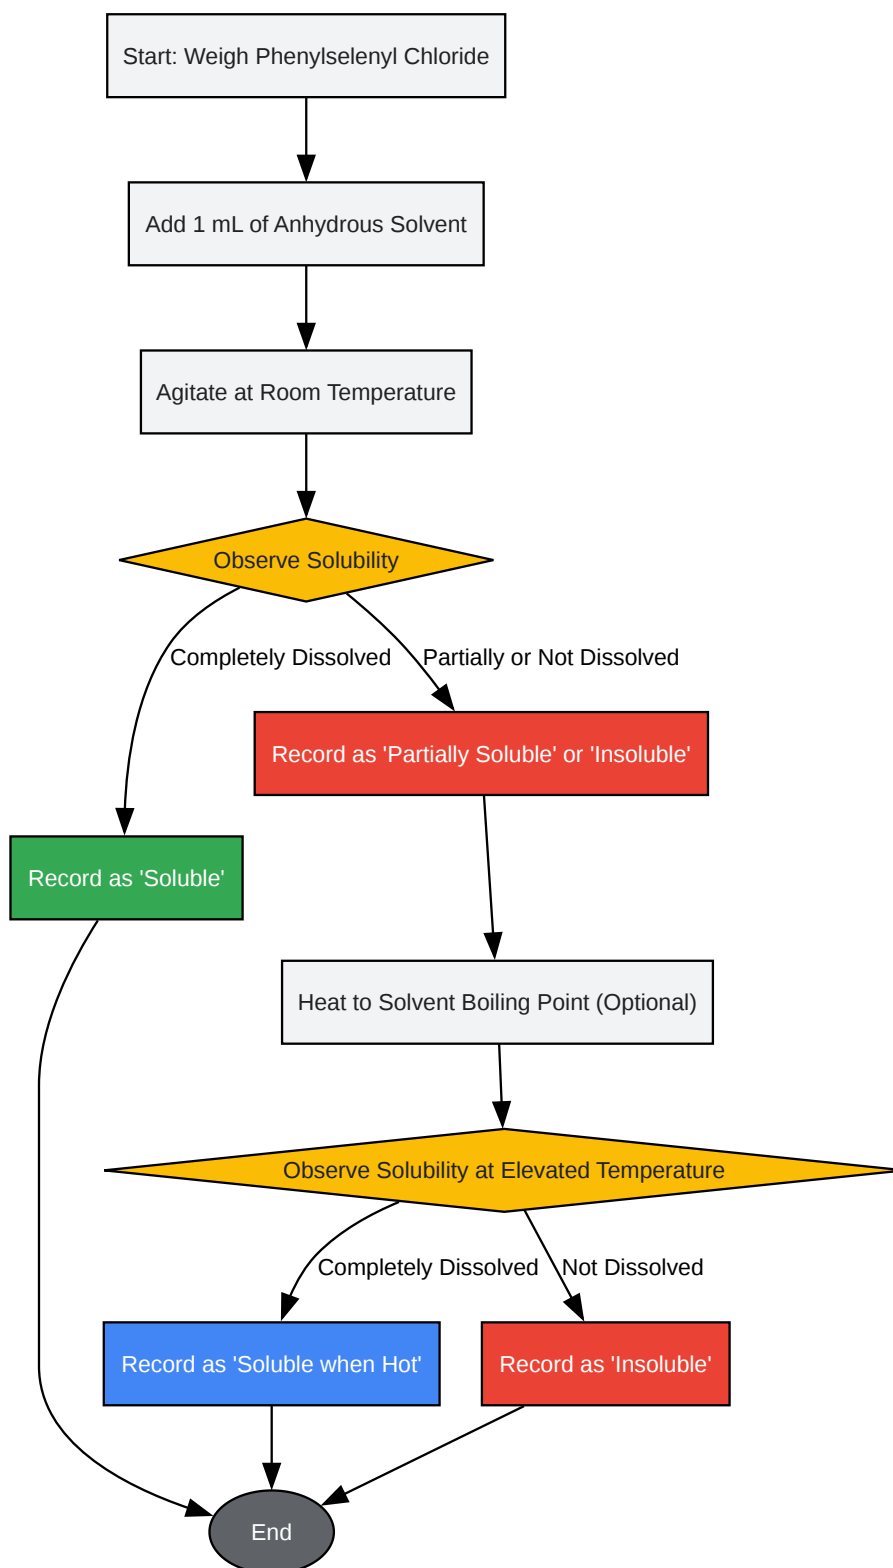 Start: Weigh Phenylselenyl Chloride
Add 1 mL of Anhydrous Solvent
Agitate at Room Temperature
Observe Solubility
Completely Dissolved
Partially or Not Dissolved
Record as 'Partially Soluble' or 'Insoluble'
Record as 'Soluble'
Heat to Solvent Boiling Point (Optional)
Observe Solubility at Elevated Temperature
Completely Dissolved
Not Dissolved
Record as 'Soluble when Hot'
Record as 'Insoluble'
End